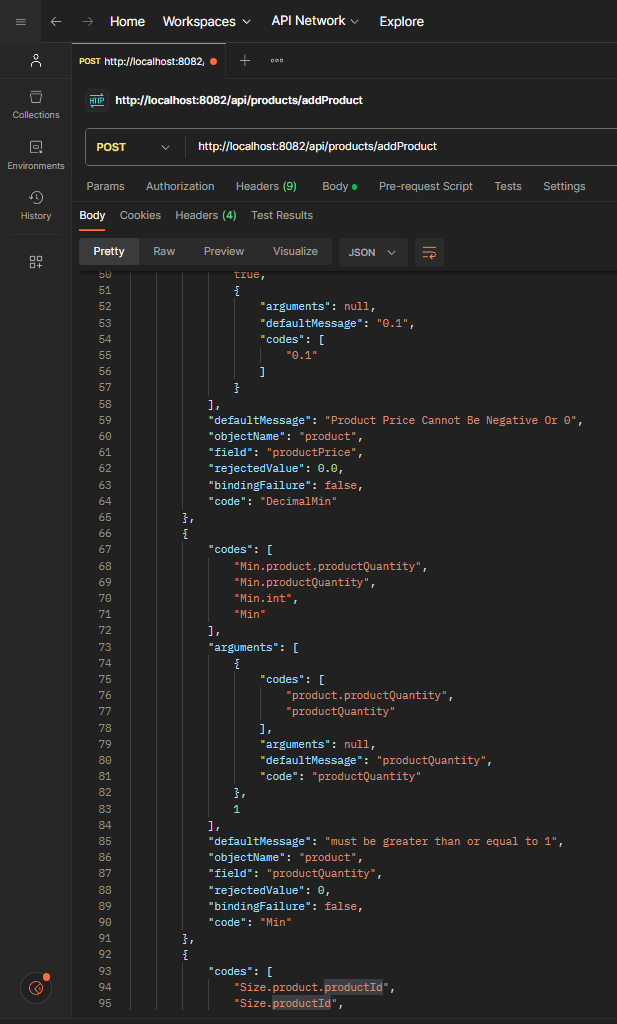 Home Workspaces API Network Explore
POST http://localhost:8082/
Collections
Environments
History
HTTP http://localhost:8082/api/products/addProduct
POST http://localhost:8082/api/products/addProduct
Params Authorization Headers (9) Body Pre-request Script Tests Settings
Body Cookies Headers (4) Test Results
Pretty Raw Preview Visualize JSON
50 true,
51 {
52 "arguments": null,
53 "defaultMessage": "0.1",
54 "codes": [
55 "0.1"
56 ]
57 }
58 ],
59 "defaultMessage": "Product Price Cannot Be Negative Or 0",
60 "objectName": "product",
61 "field": "productPrice",
62 "rejectedValue": 0.0,
63 "bindingFailure": false,
64 "code": "DecimalMin"
65 },
66 {
67 "codes": [
68 "Min.product.productQuantity",
69 "Min.productQuantity",
70 "Min.int",
71 "Min"
72 ],
73 "arguments": [
74 {
75 "codes": [
76 "product.productQuantity",
77 "productQuantity"
78 ],
79 "arguments": null,
80 "defaultMessage": "productQuantity",
81 "code": "productQuantity"
82 },
83 1
84 ],
85 "defaultMessage": "must be greater than or equal to 1",
86 "objectName": "product",
87 "field": "productQuantity",
88 "rejectedValue": 0,
89 "bindingFailure": false,
90 "code": "Min"
91 },
92 {
93 "codes": [
94 "Size.product.productId",
95 "Size.productId",